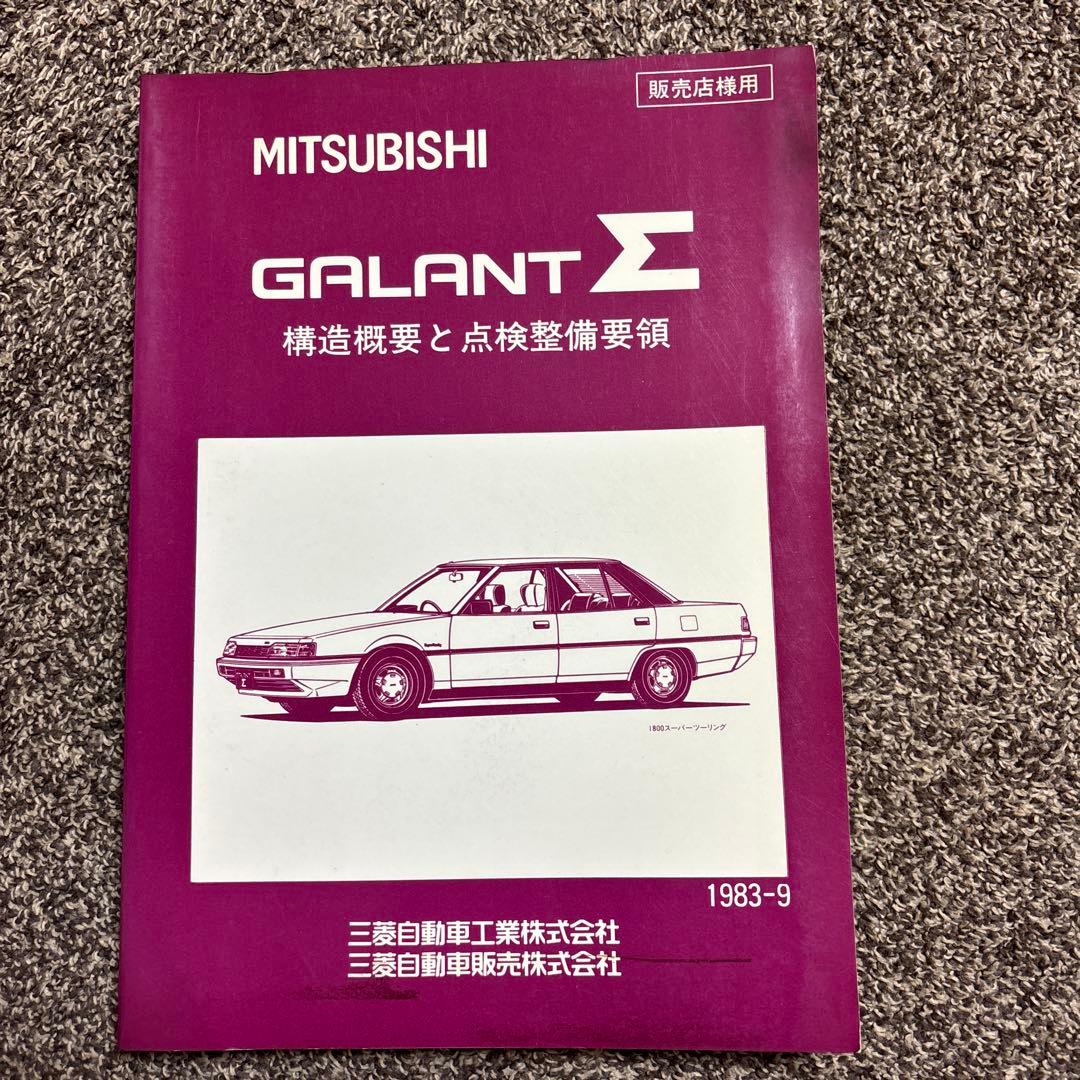 販売店様用
MITSUBISHI
GALANT Σ
構造概要と点検整備要領
Σ
1800スーパーツーリング
1983-9
三菱自動車工業株式会社
三菱自動車販売株式会社